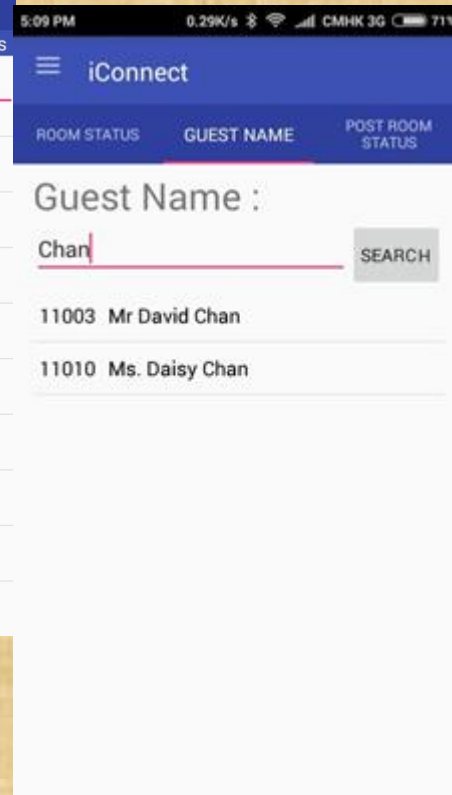 s
5:09 PM 0.29K/s CMHK 3G 71%
iConnect
ROOM STATUS GUEST NAME POST ROOM STATUS
Guest Name :
Chan SEARCH
11003 Mr David Chan
11010 Ms. Daisy Chan